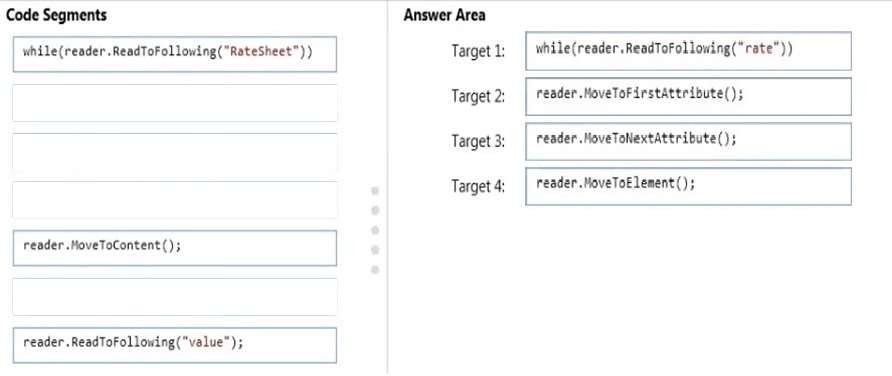 Code Segments
while(reader.ReadToFollowing("RateSheet"))
reader.MoveToContent();
reader.ReadToFollowing("value");
Answer Area
Target 1: while(reader.ReadToFollowing("rate"))
Target 2: reader.MoveToFirstAttribute();
Target 3: reader.MoveToNextAttribute();
Target 4: reader.MoveToElement();